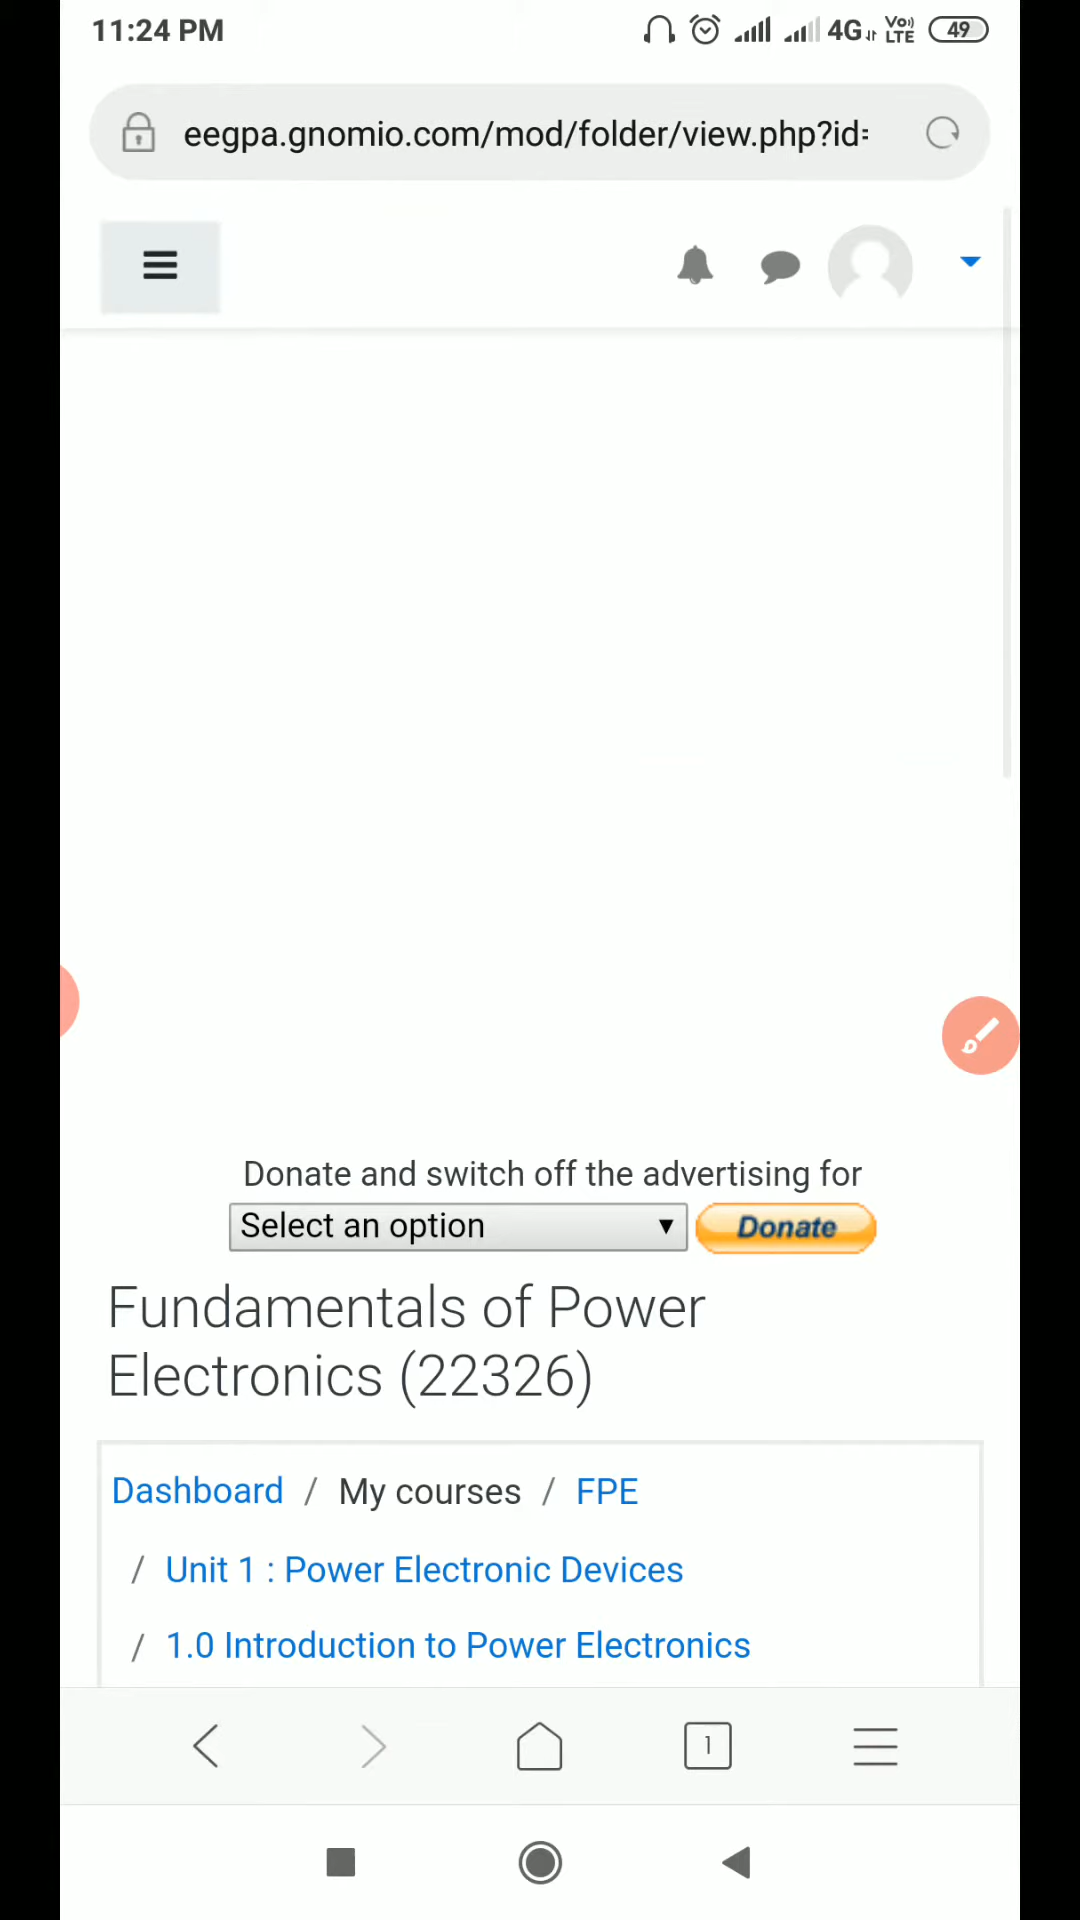 11:24 PM 4G Vo) LTE 49
eegpa.gnomio.com/mod/folder/view.php?id=
Donate and switch off the advertising for
Select an option Donate
Fundamentals of Power
Electronics (22326)
Dashboard / My courses / FPE
/ Unit 1 : Power Electronic Devices
/ 1.0 Introduction to Power Electronics
1